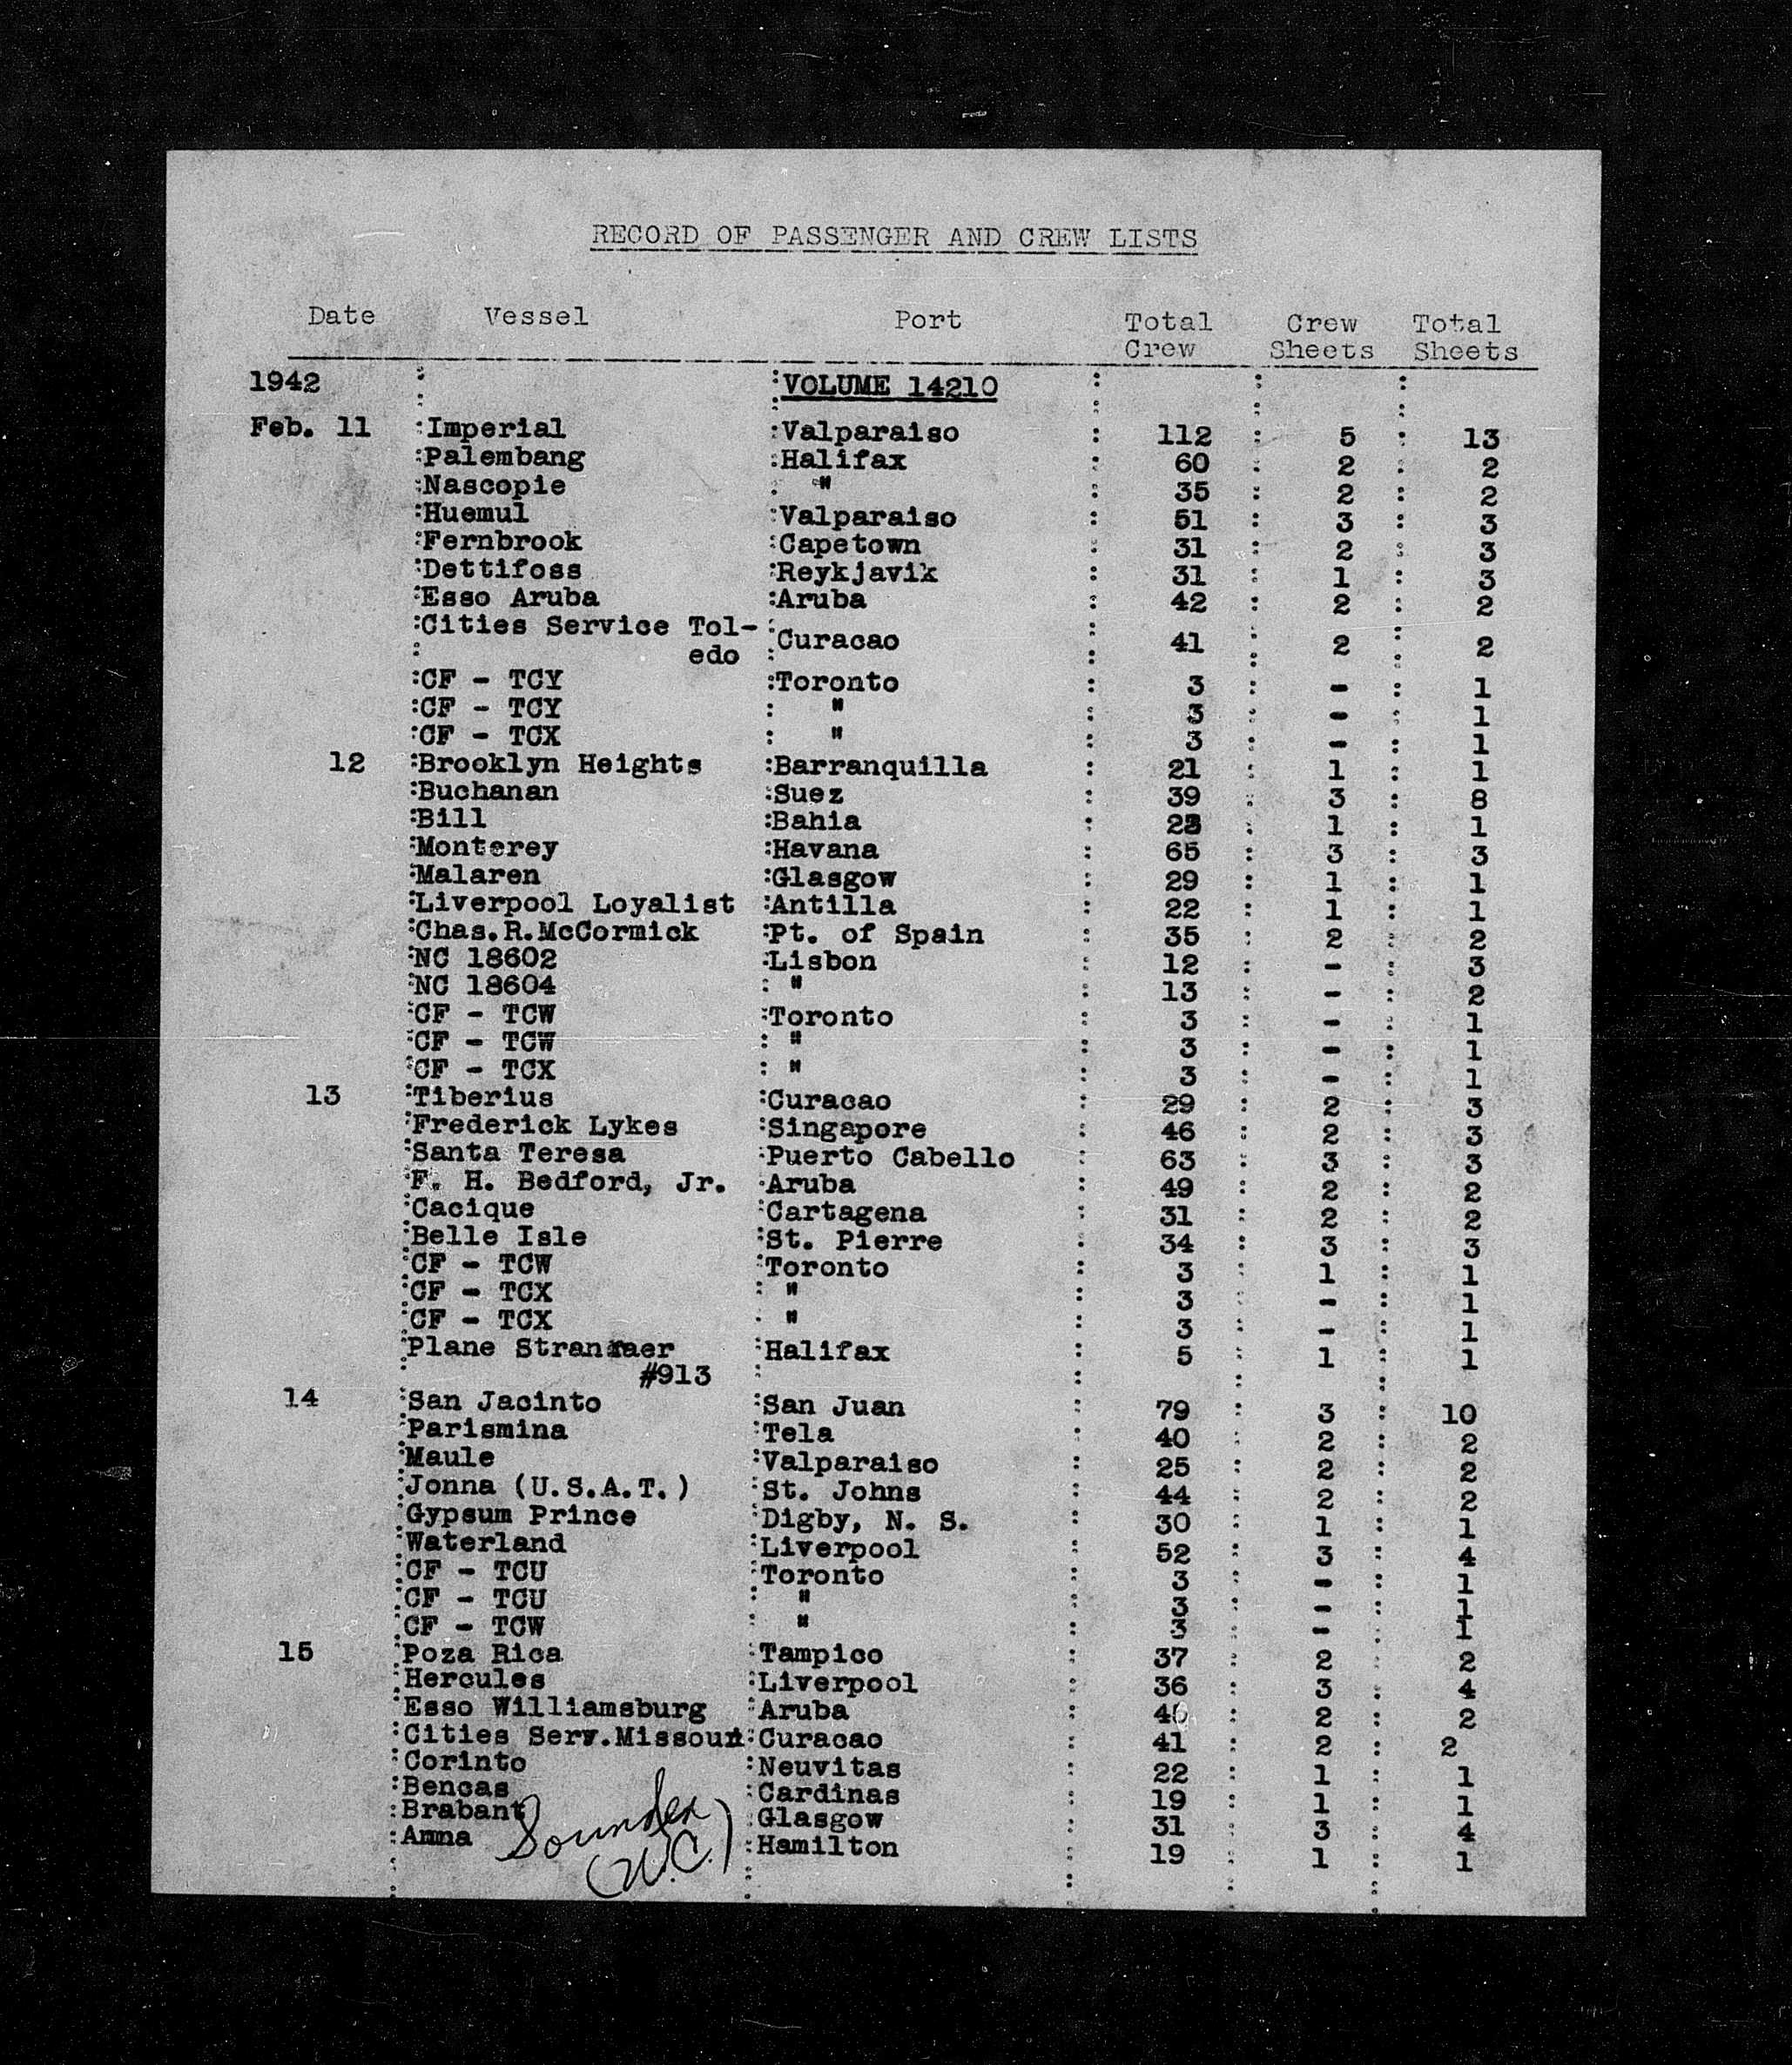 RECORD OF PASSENGER AND CREW LISTS
Date Vessel Port Total Crew Crew Sheets Total Sheets
1942 VOLUME 14210
Feb. 11 :Imperial :Valparaiso : 112 : 5 : 13
:Palembang :Halifax : 60 : 2 : 2
:Nascopie : " : 35 : 2 : 2
:Huemul :Valparaiso : 51 : 3 : 3
:Fernbrook :Capetown : 31 : 2 : 3
:Dettifoss :Reykjavik : 31 : 1 : 3
:Esso Aruba :Aruba : 42 : 2 : 2
:Cities Service Tol-
edo :Curacao : 41 : 2 : 2
:CF - TCY :Toronto : 3 : - : 1
:CF - TCY : " : 3 : - : 1
:CF - TCX : " : 3 : - : 1
12 :Brooklyn Heights :Barranquilla : 21 : 1 : 1
:Buchanan :Suez : 39 : 3 : 8
:Bill :Bahia : : 1 : 1
:Monterey :Havana : 65 : 3 : 3
:Malaren :Glasgow : 29 : 1 : 1
:Liverpool Loyalist :Antilla : 22 : 1 : 1
:Chas.R.McCormick :Pt. of Spain : 35 : 2 : 2
:NC 18602 :Lisbon : 12 : - : 3
:NC 18604 : " : 13 : - : 2
:CF - TCW :Toronto : 3 : - : 1
:CF - TCW : " : 3 : - : 1
:CF - TCX : " : 3 : - : 1
13 :Tiberius :Curacao : 29 : 2 : 3
:Frederick Lykes :Singapore : 46 : 2 : 3
:Santa Teresa :Puerto Cabello : 63 : 3 : 3
:F. H. Bedford, Jr. :Aruba : 49 : 2 : 2
:Cacique :Cartagena : 31 : 2 : 2
:Belle Isle :St. Pierre : 34 : 3 : 3
:CF - TCW :Toronto : 3 : 1 : 1
:CF - TCX : " : 3 : - : 1
:CF - TCX : " : 3 : - : 1
:Plane Stranraer :Halifax : 5 : 1 : 1
#913
14 :San Jacinto :San Juan : 79 : 3 : 10
:Parismina :Tela : 40 : 2 : 2
:Maule :Valparaiso : 25 : 2 : 2
:Jonna (U.S.A.T.) :St. Johns : 44 : 2 : 2
:Gypsum Prince :Digby, N. S. : 30 : 1 : 1
:Waterland :Liverpool : 52 : 3 : 4
:CF - TCU :Toronto : 3 : - : 1
:CF - TCU : " : 3 : - : 1
:CF - TCW : " : 3 : - : 1
15 :Poza Rica :Tampico : 37 : 2 : 2
:Hercules :Liverpool : 36 : 3 : 4
:Esso Williamsburg :Aruba : : 2 : 2
:Cities Serv.Missouri :Curacao : 41 : 2 : 2
:Corinto :Neuvitas : 22 : 1 : 1
:Bencas :Cardinas : 19 : 1 : 1
:Brabant :Glasgow : 31 : 3 : 4
:Anna :Hamilton : 19 : 1 : 1
Soundex
(W.C.)